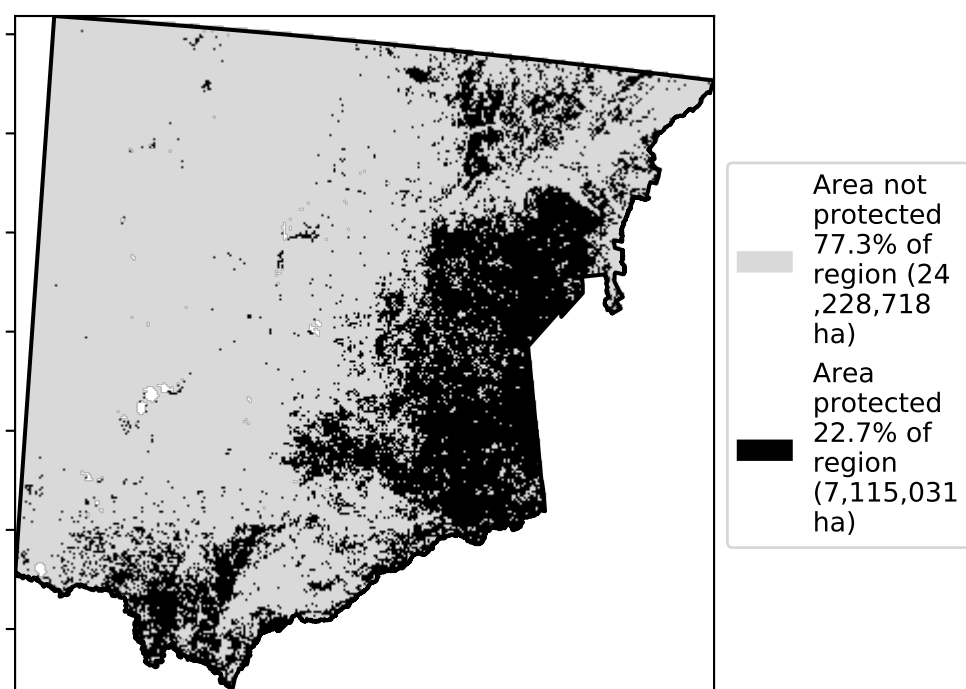 Area not
protected
77.3% of
region (24
,228,718
ha)
Area
protected
22.7% of
region
(7,115,031
ha)